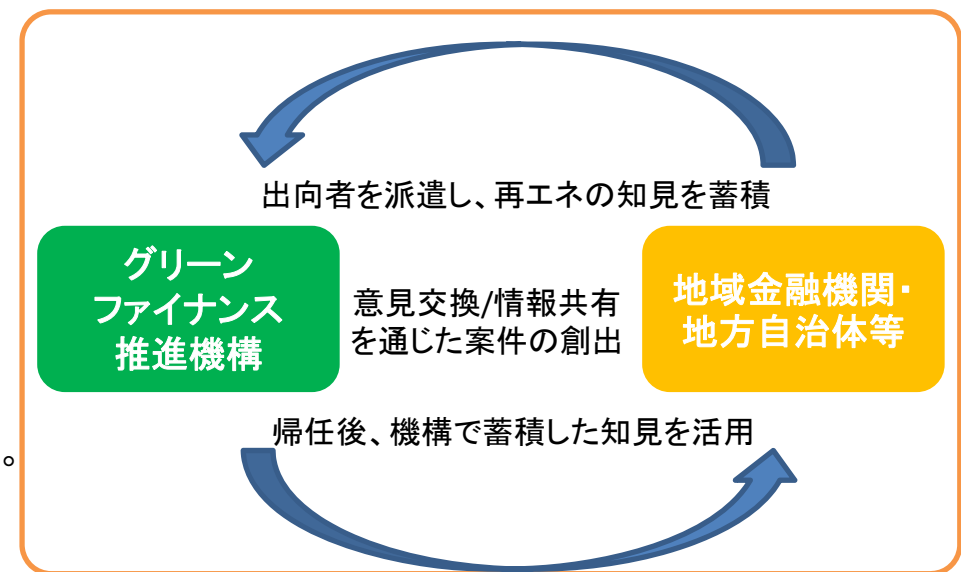 出向者を派遣し、再エネの知見を蓄積
グリーン
ファイナンス
推進機構
意見交換/情報共有
を通じた案件の創出
地域金融機関・
地方自治体等
帰任後、機構で蓄積した知見を活用
。